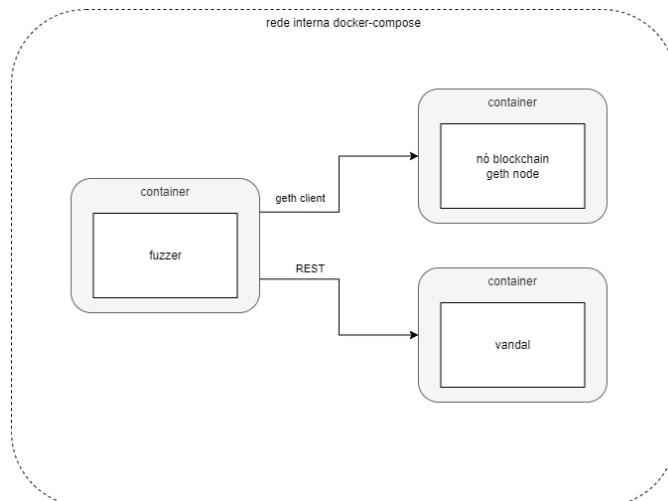 rede interna docker-compose
container
nó blockchain
geth node
container
geth client
fuzzer
REST
container
vandal